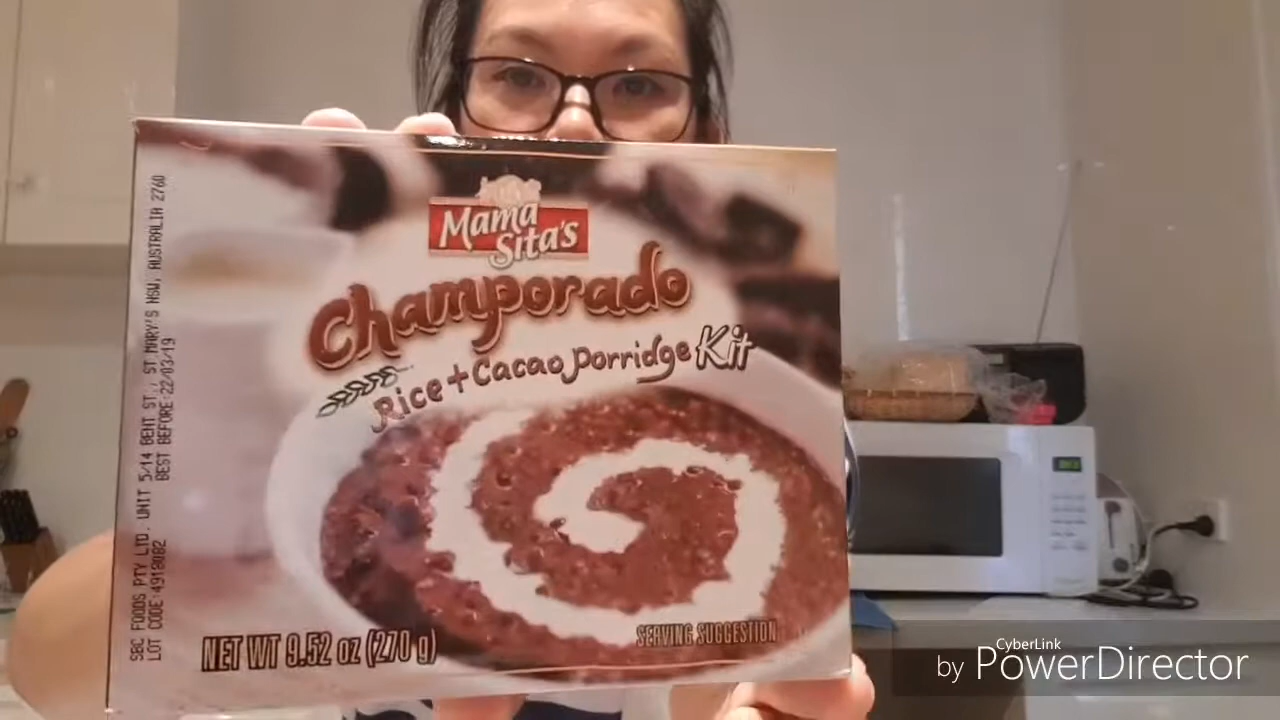 Mama
Sita's
Champorado
Rice + Cacao Porridge Kit
NET WT 9.52 oz (270 g)
SERVING SUGGESTION
SBC FOODS PTY LTD. UNIT 5/14 BENT ST., ST MARY'S NSW, AUSTRALIA 2760
LOT CODE:4918082 BEST BEFORE:22/03/19
CyberLink
by PowerDirector